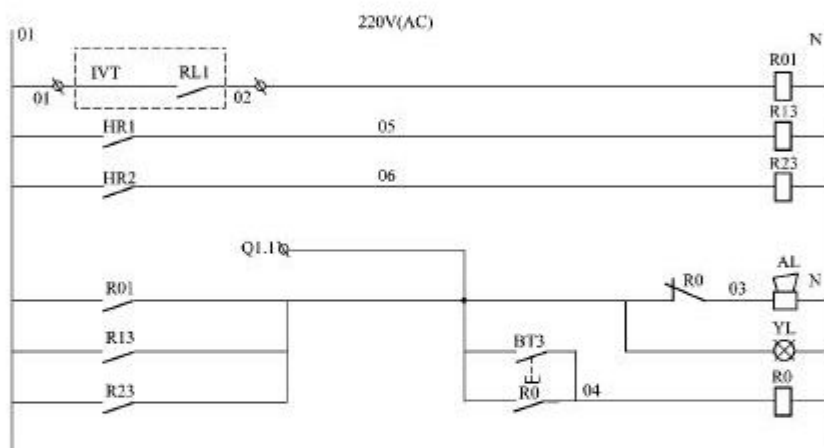 220V(AC)
01 N
IVT RL1 R01
01 02
HR1 05 R13
HR2 06 R23
Q1.1
AL
R01 R0 03 N
R13 BT3 YL
R23 R0 04 R0